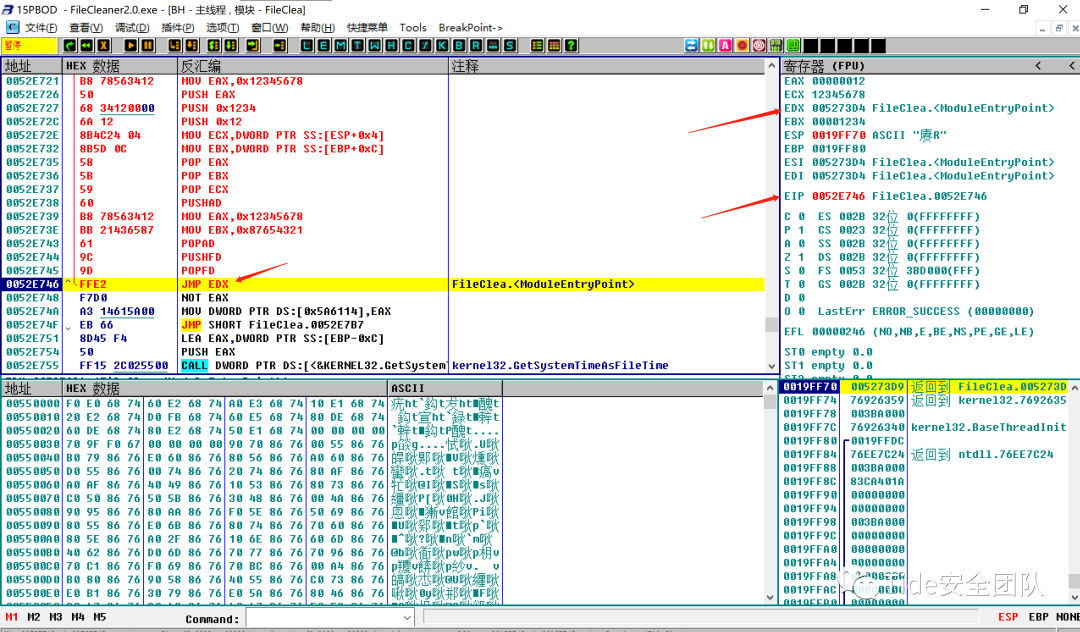 15PBOD - FileCleaner2.0.exe - [BH - 主线程 , 模块 - FileClea]
文件(F) 查看(V) 调试(D) 插件(P) 选项(T) 窗口(W) 帮助(H) 快捷菜单 Tools BreakPoint->
暂停 L E M T W H C / K B R ... S ?
地址 HEX 数据 反汇编 注释
0052E721 B8 78563412 MOV EAX,0x12345678
0052E726 50 PUSH EAX
0052E727 68 34120000 PUSH 0x1234
0052E72C 6A 12 PUSH 0x12
0052E72E 8B4C24 04 MOV ECX,DWORD PTR SS:[ESP+0x4]
0052E732 8B5D 0C MOV EBX,DWORD PTR SS:[EBP+0xC]
0052E735 58 POP EAX
0052E736 5B POP EBX
0052E737 59 POP ECX
0052E738 60 PUSHAD
0052E739 B8 78563412 MOV EAX,0x12345678
0052E73E BB 21436587 MOV EBX,0x87654321
0052E743 61 POPAD
0052E744 9C PUSHFD
0052E745 9D POPFD
0052E746 ^ FFE2 JMP EDX FileClea.<ModuleEntryPoint>
0052E748 F7D0 NOT EAX
0052E74A A3 14615A00 MOV DWORD PTR DS:[0x5A6114],EAX
0052E74F EB 66 JMP SHORT FileClea.0052E7B7
0052E751 8D45 F4 LEA EAX,DWORD PTR SS:[EBP-0xC]
0052E754 50 PUSH EAX
0052E755 FF15 2C025500 CALL DWORD PTR DS:[<&KERNEL32.GetSystem kernel32.GetSystemTimeAsFileTime
寄存器 (FPU) < <
EAX 00000012
ECX 12345678
EDX 005273D4 FileClea.<ModuleEntryPoint>
EBX 00001234
ESP 0019FF70 ASCII
EBP 0019FF80
ESI 005273D4 FileClea.<ModuleEntryPoint>
EDI 005273D4 FileClea.<ModuleEntryPoint>
EIP 0052E746 FileClea.0052E746
C 0 ES 002B 32位 0(FFFFFFFF)
P 1 CS 0023 32位 0(FFFFFFFF)
A 0 SS 002B 32位 0(FFFFFFFF)
Z 1 DS 002B 32位 0(FFFFFFFF)
S 0 FS 0053 32位 3BD000(FFF)
T 0 GS 002B 32位 0(FFFFFFFF)
D 0
O 0 LastErr ERROR_SUCCESS (00000000)
EFL 00000246 (NO,NB,E,BE,NS,PE,GE,LE)
ST0 empty 0.0
ST1 empty 0.0
地址 HEX 数据 ASCII
00550000 F0 E0 68 74 60 E2 68 74 A0 E3 68 74 10 E1 68 74
00550010 20 E2 68 74 D0 FB 68 74 60 E5 68 74 80 DE 68 74
00550020 60 DE 68 74 80 E2 68 74 50 E1 68 74 00 00 00 00
00550030 70 9F F0 67 00 00 00 00 90 70 86 76 00 55 86 76
00550040 B0 79 86 76 E0 60 86 76 80 56 86 76 A0 60 86 76
00550050 D0 55 86 76 00 74 86 76 20 74 86 76 80 AF 86 76
00550060 A0 AF 86 76 40 49 86 76 10 53 86 76 80 73 86 76
00550070 C0 50 86 76 50 5B 86 76 30 48 86 76 00 4A 86 76
00550080 90 95 86 76 80 AA 86 76 F0 5E 86 76 50 69 86 76
00550090 80 55 86 76 E0 6B 86 76 80 74 86 76 70 60 86 76
005500A0 80 5E 86 76 A0 2F 86 76 10 6E 86 76 60 6D 86 76
005500B0 40 62 86 76 D0 6D 86 76 70 77 86 76 70 96 86 76
005500C0 70 C1 86 76 F0 69 86 76 70 BC 86 76 00 A4 86 76
005500D0 B0 80 86 76 90 58 86 76 40 55 86 76 C0 73 86 76
005500E0 E0 B1 86 76 30 79 86 76 E0 5A 86 76 80 46 86 76
0019FF70 005273D9 返回到 FileClea.005273D
0019FF74 76926359 返回到 kernel32.7692635
0019FF78 003BA000
0019FF7C 76926340 kernel32.BaseThreadInit
0019FF80 0019FFDC
0019FF84 76EE7C24 返回到 ntdll.76EE7C24
0019FF88 003BA000
0019FF8C 83CA401A
0019FF90 00000000
0019FF94 00000000
0019FF98 003BA000
0019FF9C 00000000
0019FFA0 00000000
0019FFA4 00000000
0019FFA8
0019FFAC 00000000
ide安全团队
M1 M2 M3 M4 M5 Command: ESP EBP NONE